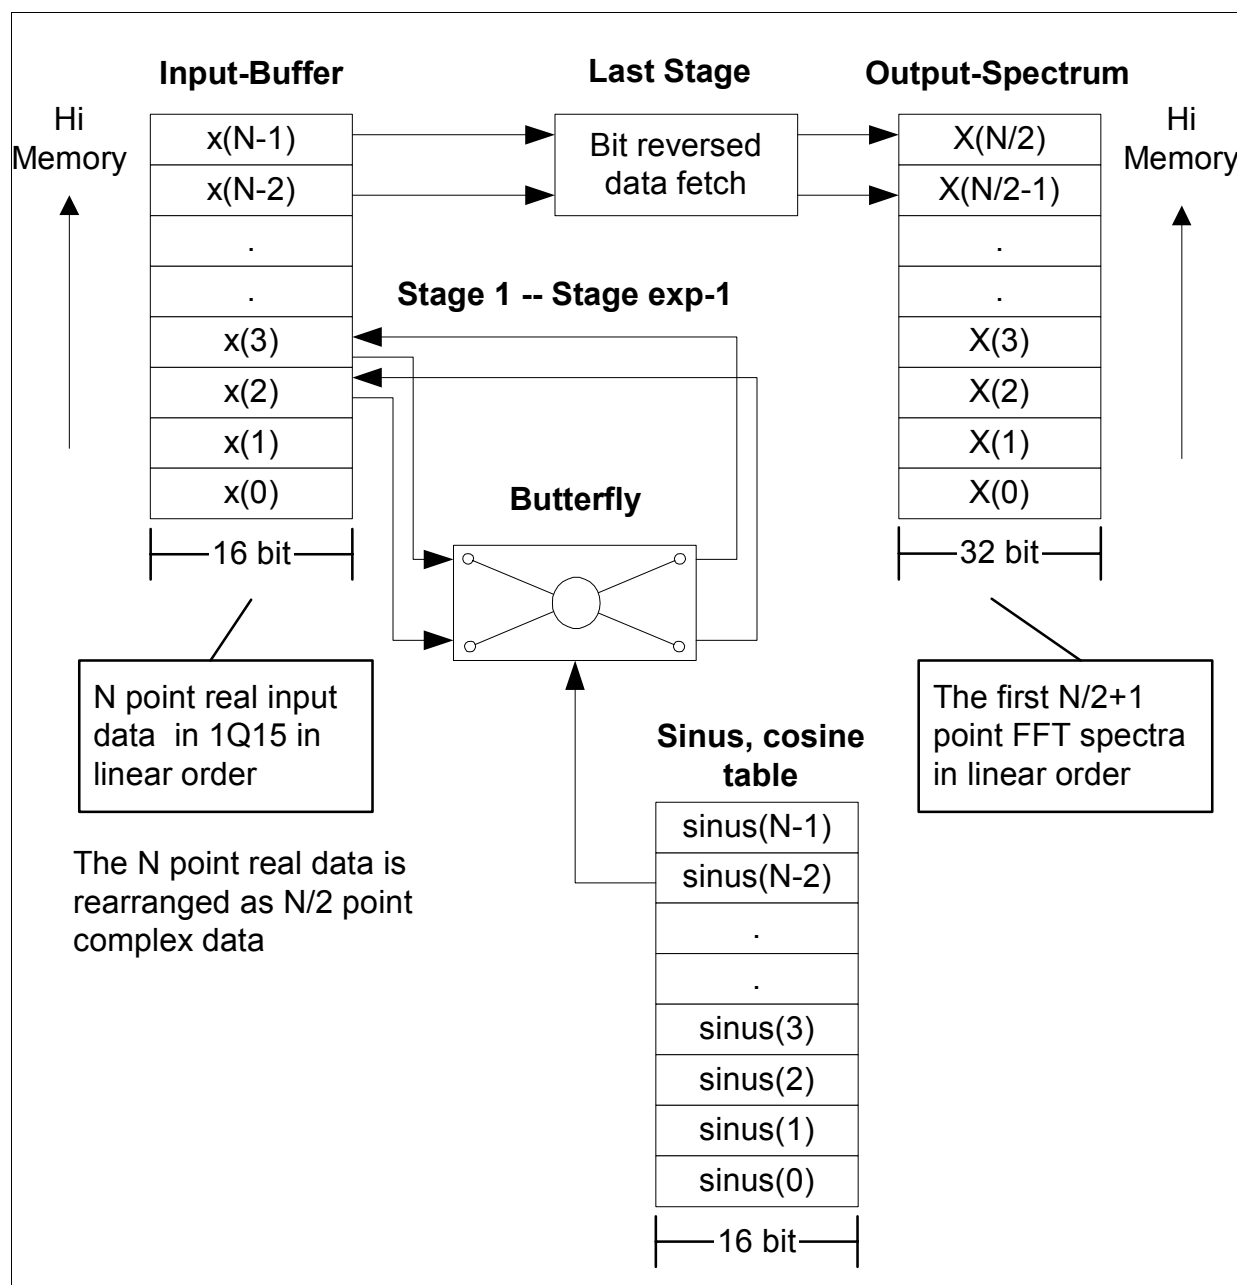 Input-Buffer
Last Stage
Output-Spectrum
Hi
Memory
x(N-1)
x(N-2)
.
.
x(3)
x(2)
x(1)
x(0)
16 bit
Bit reversed
data fetch
X(N/2)
X(N/2-1)
.
.
X(3)
X(2)
X(1)
X(0)
32 bit
Hi
Memory
Stage 1 -- Stage exp-1
Butterfly
N point real input
data in 1Q15 in
linear order
The N point real data is
rearranged as N/2 point
complex data
The first N/2+1
point FFT spectra
in linear order
Sinus, cosine
table
sinus(N-1)
sinus(N-2)
.
.
sinus(3)
sinus(2)
sinus(1)
sinus(0)
16 bit